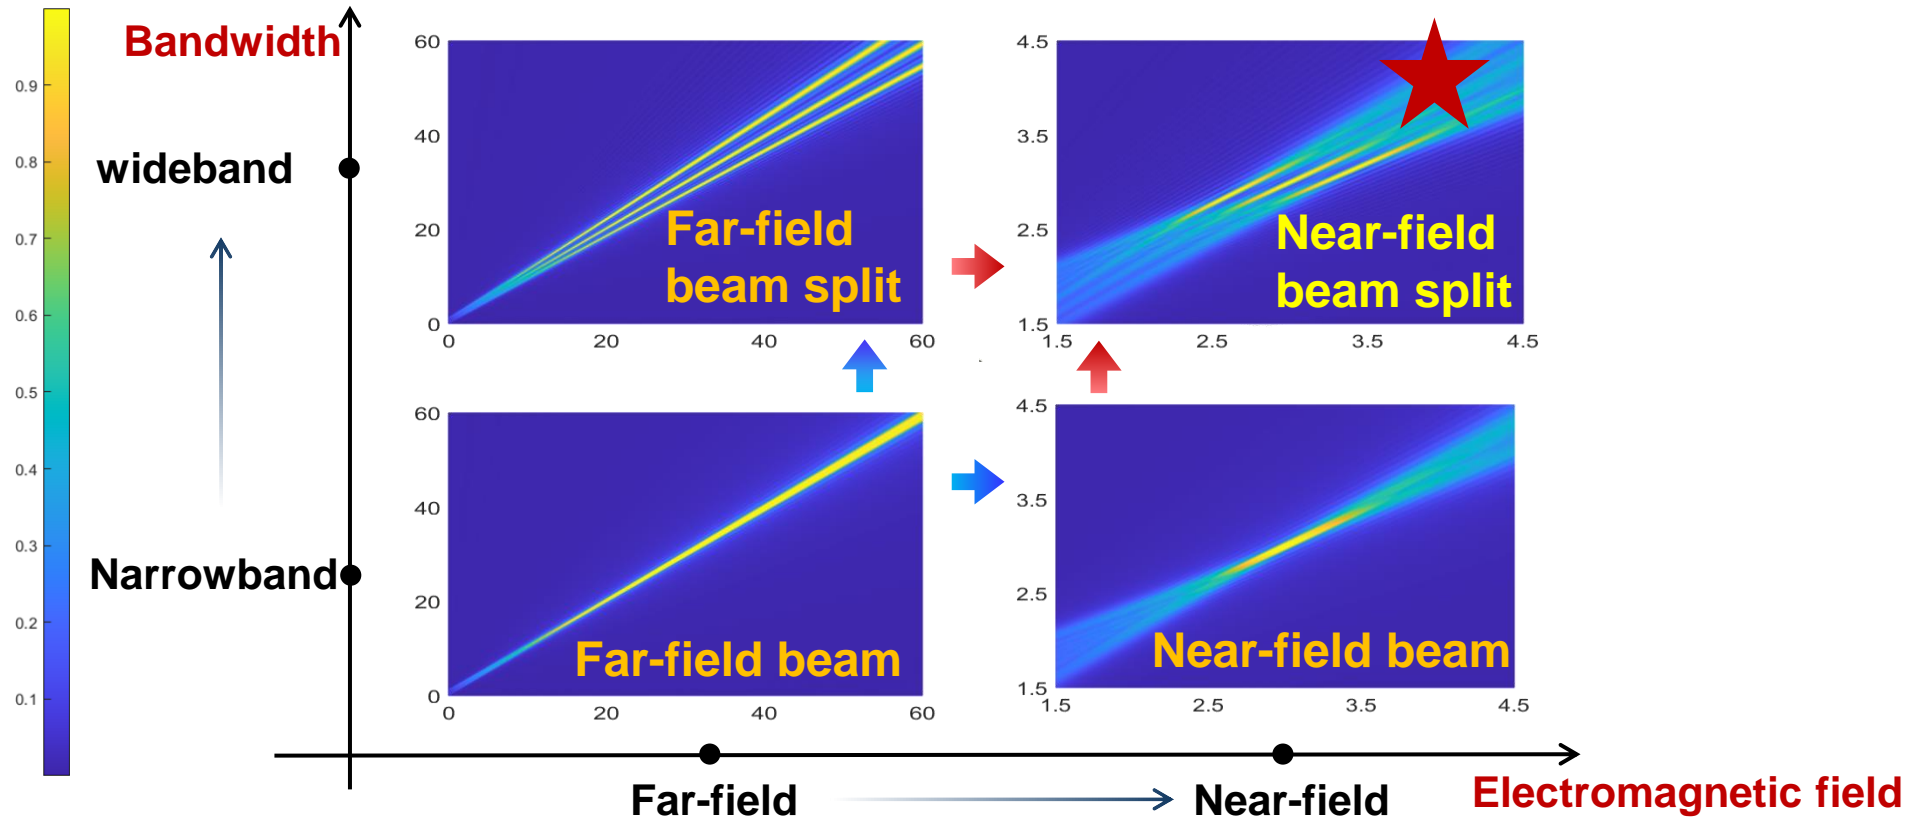 Bandwidth
wideband
Narrowband
0.9
0.8
0.7
0.6
0.5
0.4
0.3
0.2
0.1
60
40
20
0
0 20 40 60
Far-field
beam split
4.5
3.5
2.5
1.5
1.5 2.5 3.5 4.5
Near-field
beam split
60
40
20
0
0 20 40 60
Far-field beam
4.5
3.5
2.5
1.5
1.5 2.5 3.5 4.5
Near-field beam
Far-field
Near-field
Electromagnetic field